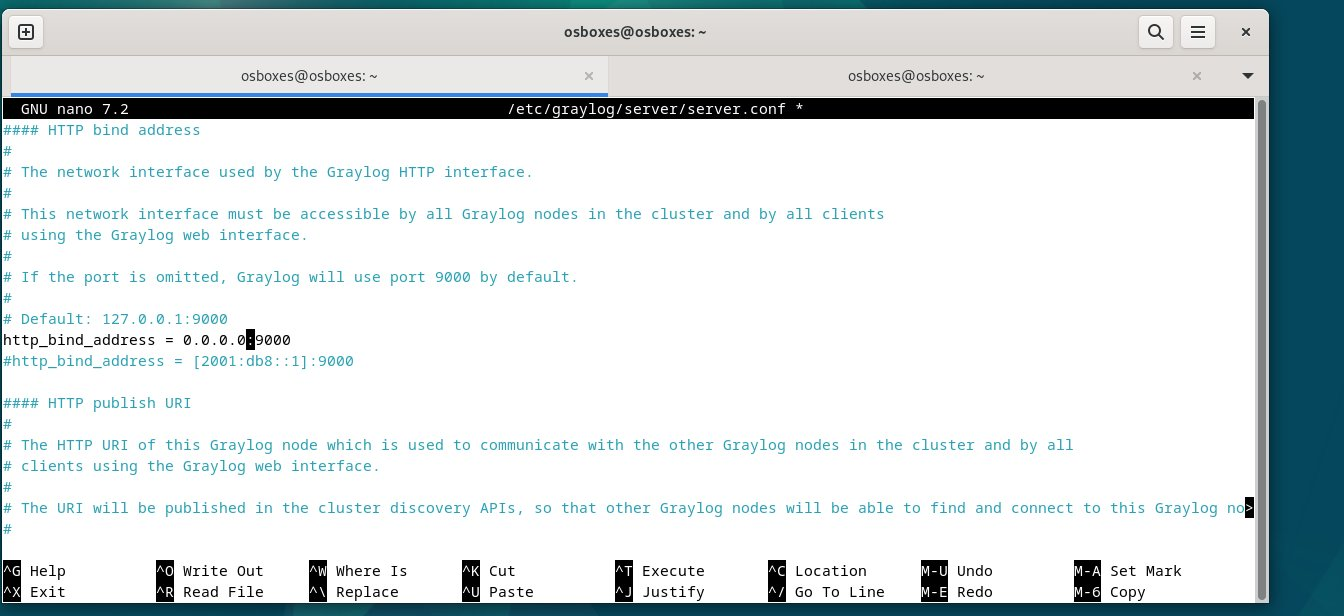 osboxes@osboxes: ~
osboxes@osboxes: ~ × osboxes@osboxes: ~ ×
GNU nano 7.2 /etc/graylog/server/server.conf *
#### HTTP bind address
#
# The network interface used by the Graylog HTTP interface.
#
# This network interface must be accessible by all Graylog nodes in the cluster and by all clients
# using the Graylog web interface.
#
# If the port is omitted, Graylog will use port 9000 by default.
#
# Default: 127.0.0.1:9000
http_bind_address = 0.0.0.0:9000
#http_bind_address = [2001:db8::1]:9000
#### HTTP publish URI
#
# The HTTP URI of this Graylog node which is used to communicate with the other Graylog nodes in the cluster and by all
# clients using the Graylog web interface.
#
# The URI will be published in the cluster discovery APIs, so that other Graylog nodes will be able to find and connect to this Graylog no>
#
^G Help ^O Write Out ^W Where Is ^K Cut ^T Execute ^C Location M-U Undo M-A Set Mark
^X Exit ^R Read File ^\ Replace ^U Paste ^J Justify ^/ Go To Line M-E Redo M-6 Copy